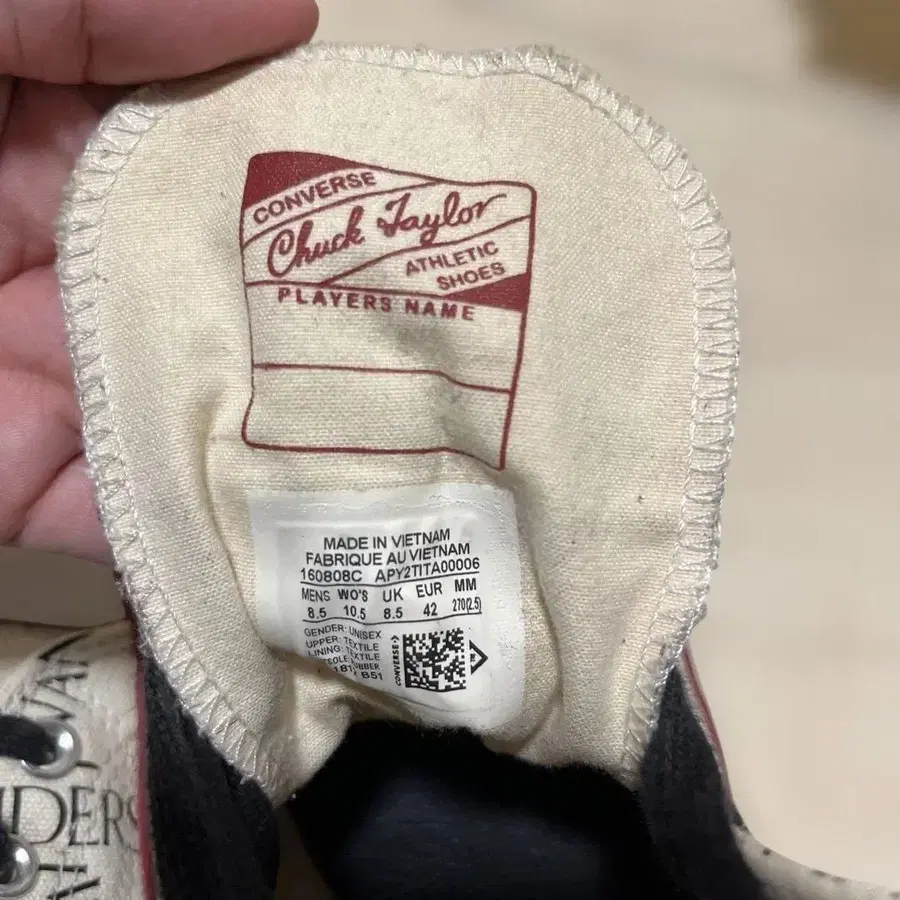 CONVERSE
Chuck Taylor
ATHLETIC
SHOES
PLAYERS NAME
MADE IN VIETNAM
FABRIQUE AU VIETNAM
160808C APY2TITA00006
MENS WO'S UK EUR MM
8.5 10.5 8.5 42 270(2.5)
GENDER: UNISEX
UPPER: TEXTILE
LINING: TEXTILE
B51
CONVERSE